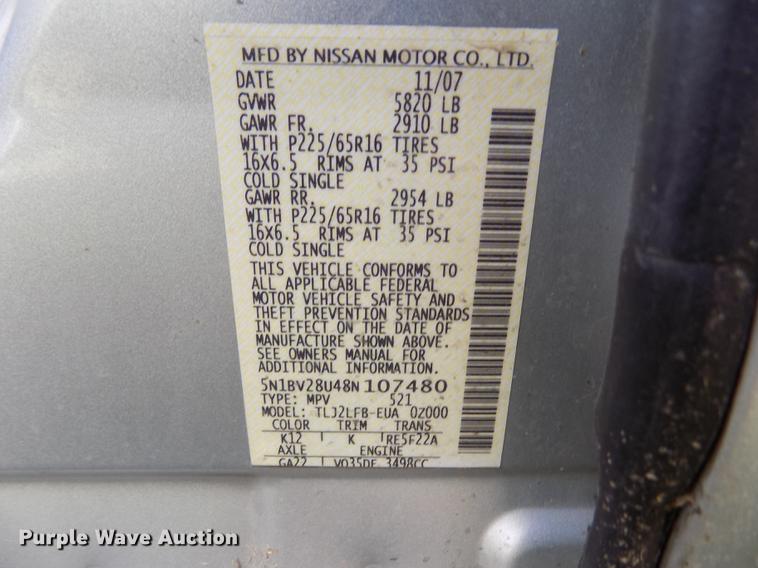 MFD BY NISSAN MOTOR CO., LTD.
DATE 11/07
GVWR 5820 LB
GAWR FR. 2910 LB
WITH P225/65R16 TIRES
16X6.5 RIMS AT 35 PSI
COLD SINGLE
GAWR RR. 2954 LB
WITH P225/65R16 TIRES
16X6.5 RIMS AT 35 PSI
COLD SINGLE
THIS VEHICLE CONFORMS TO
ALL APPLICABLE FEDERAL
MOTOR VEHICLE SAFETY AND
THEFT PREVENTION STANDARDS
IN EFFECT ON THE DATE OF
MANUFACTURE SHOWN ABOVE.
SEE OWNERS MANUAL FOR
ADDITIONAL INFORMATION.
5N1BV28U48N107480
TYPE: MPV 521
MODEL: TLJ2LFB-EUA 0Z000
COLOR TRIM TRANS
K12 K RE5F22A
AXLE ENGINE
GA22 VQ35DE 3498CC
Purple Wave Auction